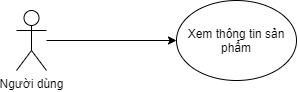 Xem thông tin sản
phẩm
Người dùng